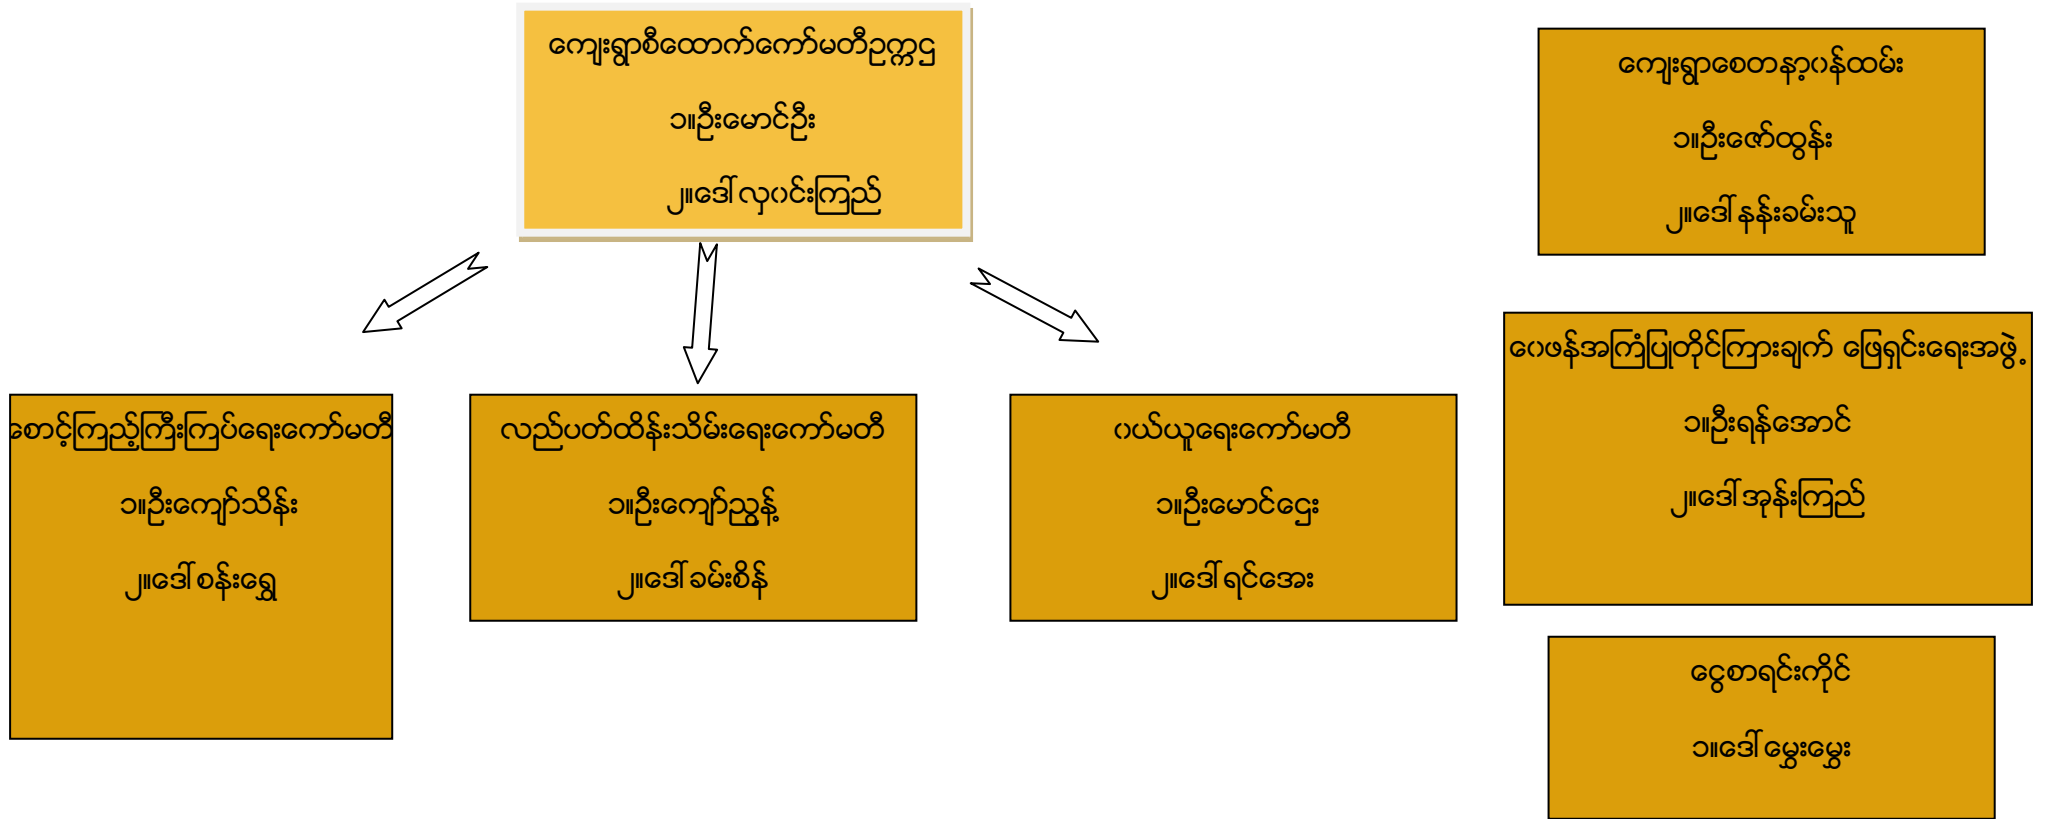 ကျေးရွာစီထောက်ကော်မတီဥက္ကဌ
၁။ဦးမောင်ဦး
၂။ဒေါ်လှဝင်းကြည်
ကျေးရွာစေတနာ့ဝန်ထမ်း
၁။ဦးဇော်ထွန်း
၂။ဒေါ်နန်းခမ်းသူ
စောင့်ကြည့်ကြီးကြပ်ရေးကော်မတီ
၁။ဦးကျော်သိန်း
၂။ဒေါ်စန်းရွှေ
လည်ပတ်ထိန်းသိမ်းရေးကော်မတီ
၁။ဦးကျော်ညွန့်
၂။ဒေါ်ခမ်းစိန်
ဝယ်ယူရေးကော်မတီ
၁။ဦးမောင်ဌေး
၂။ဒေါ်ရင်အေး
ဝေဖန်အကြံပြုတိုင်ကြားချက် ဖြေရှင်းရေးအဖွဲ့
၁။ဦးရန်အောင်
၂။ဒေါ်အုန်းကြည်
ငွေစာရင်းကိုင်
၁။ဒေါ်မွှေးမွှေး